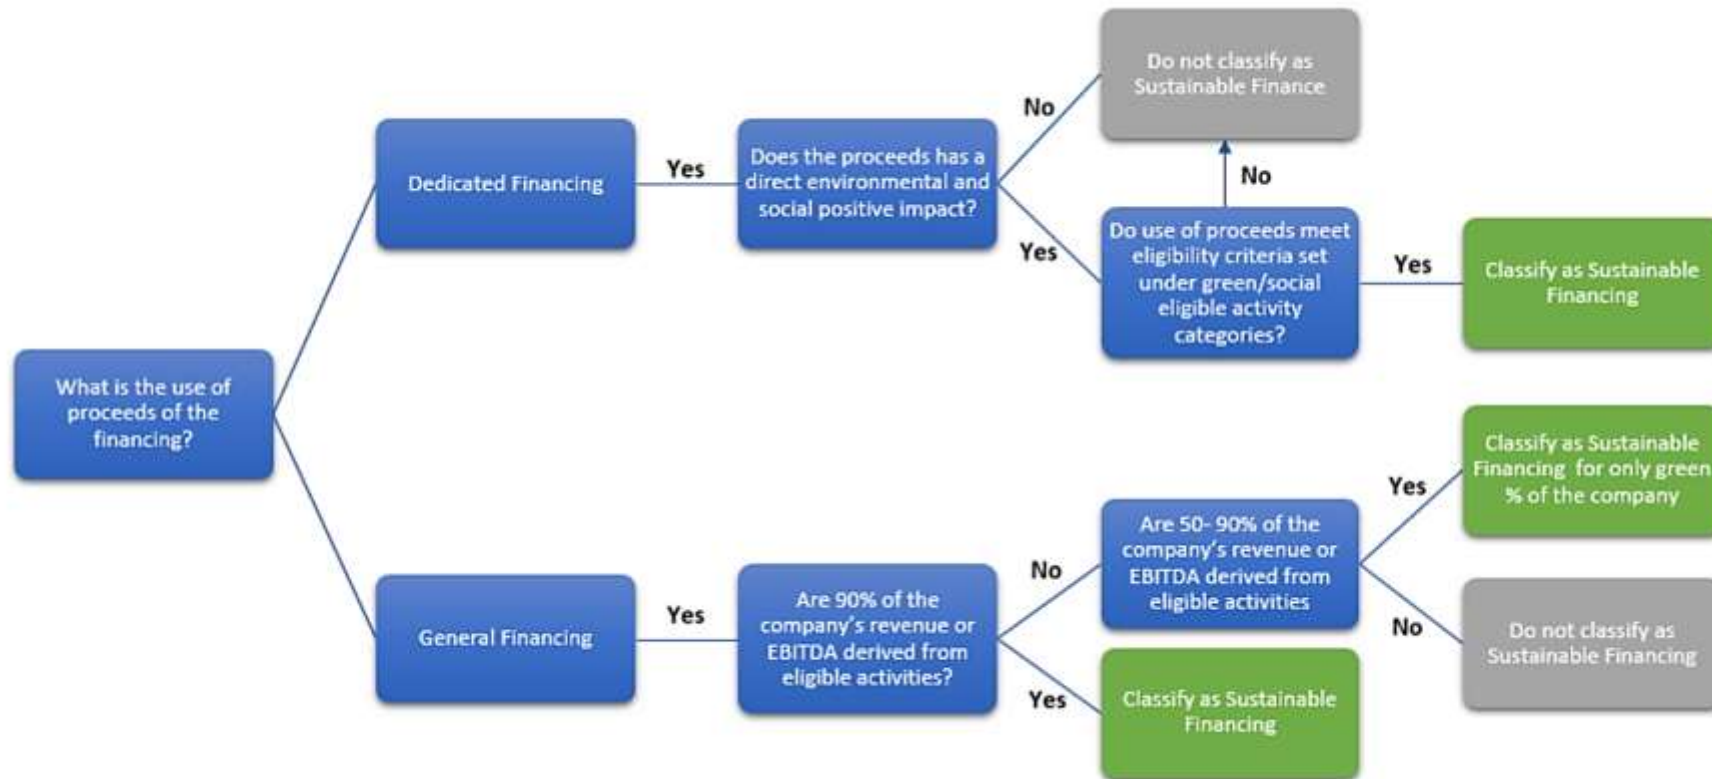 What is the use of
proceeds of the
financing?
Dedicated Financing
Yes
Does the proceeds has a
direct environmental and
social positive impact?
No
Do not classify as
Sustainable Finance
Yes
No
Do use of proceeds meet
eligibility criteria set
under green/social
eligible activity
categories?
Yes
Classify as Sustainable
Financing
General Financing
Yes
Are 90% of the
company's revenue or
EBITDA derived from
eligible activities?
No
Are 50- 90% of the
company's revenue or
EBITDA derived from
eligible activities
Yes
Classify as Sustainable
Financing for only green
% of the company
No
Do not classify as
Sustainable Financing
Yes
Classify as Sustainable
Financing